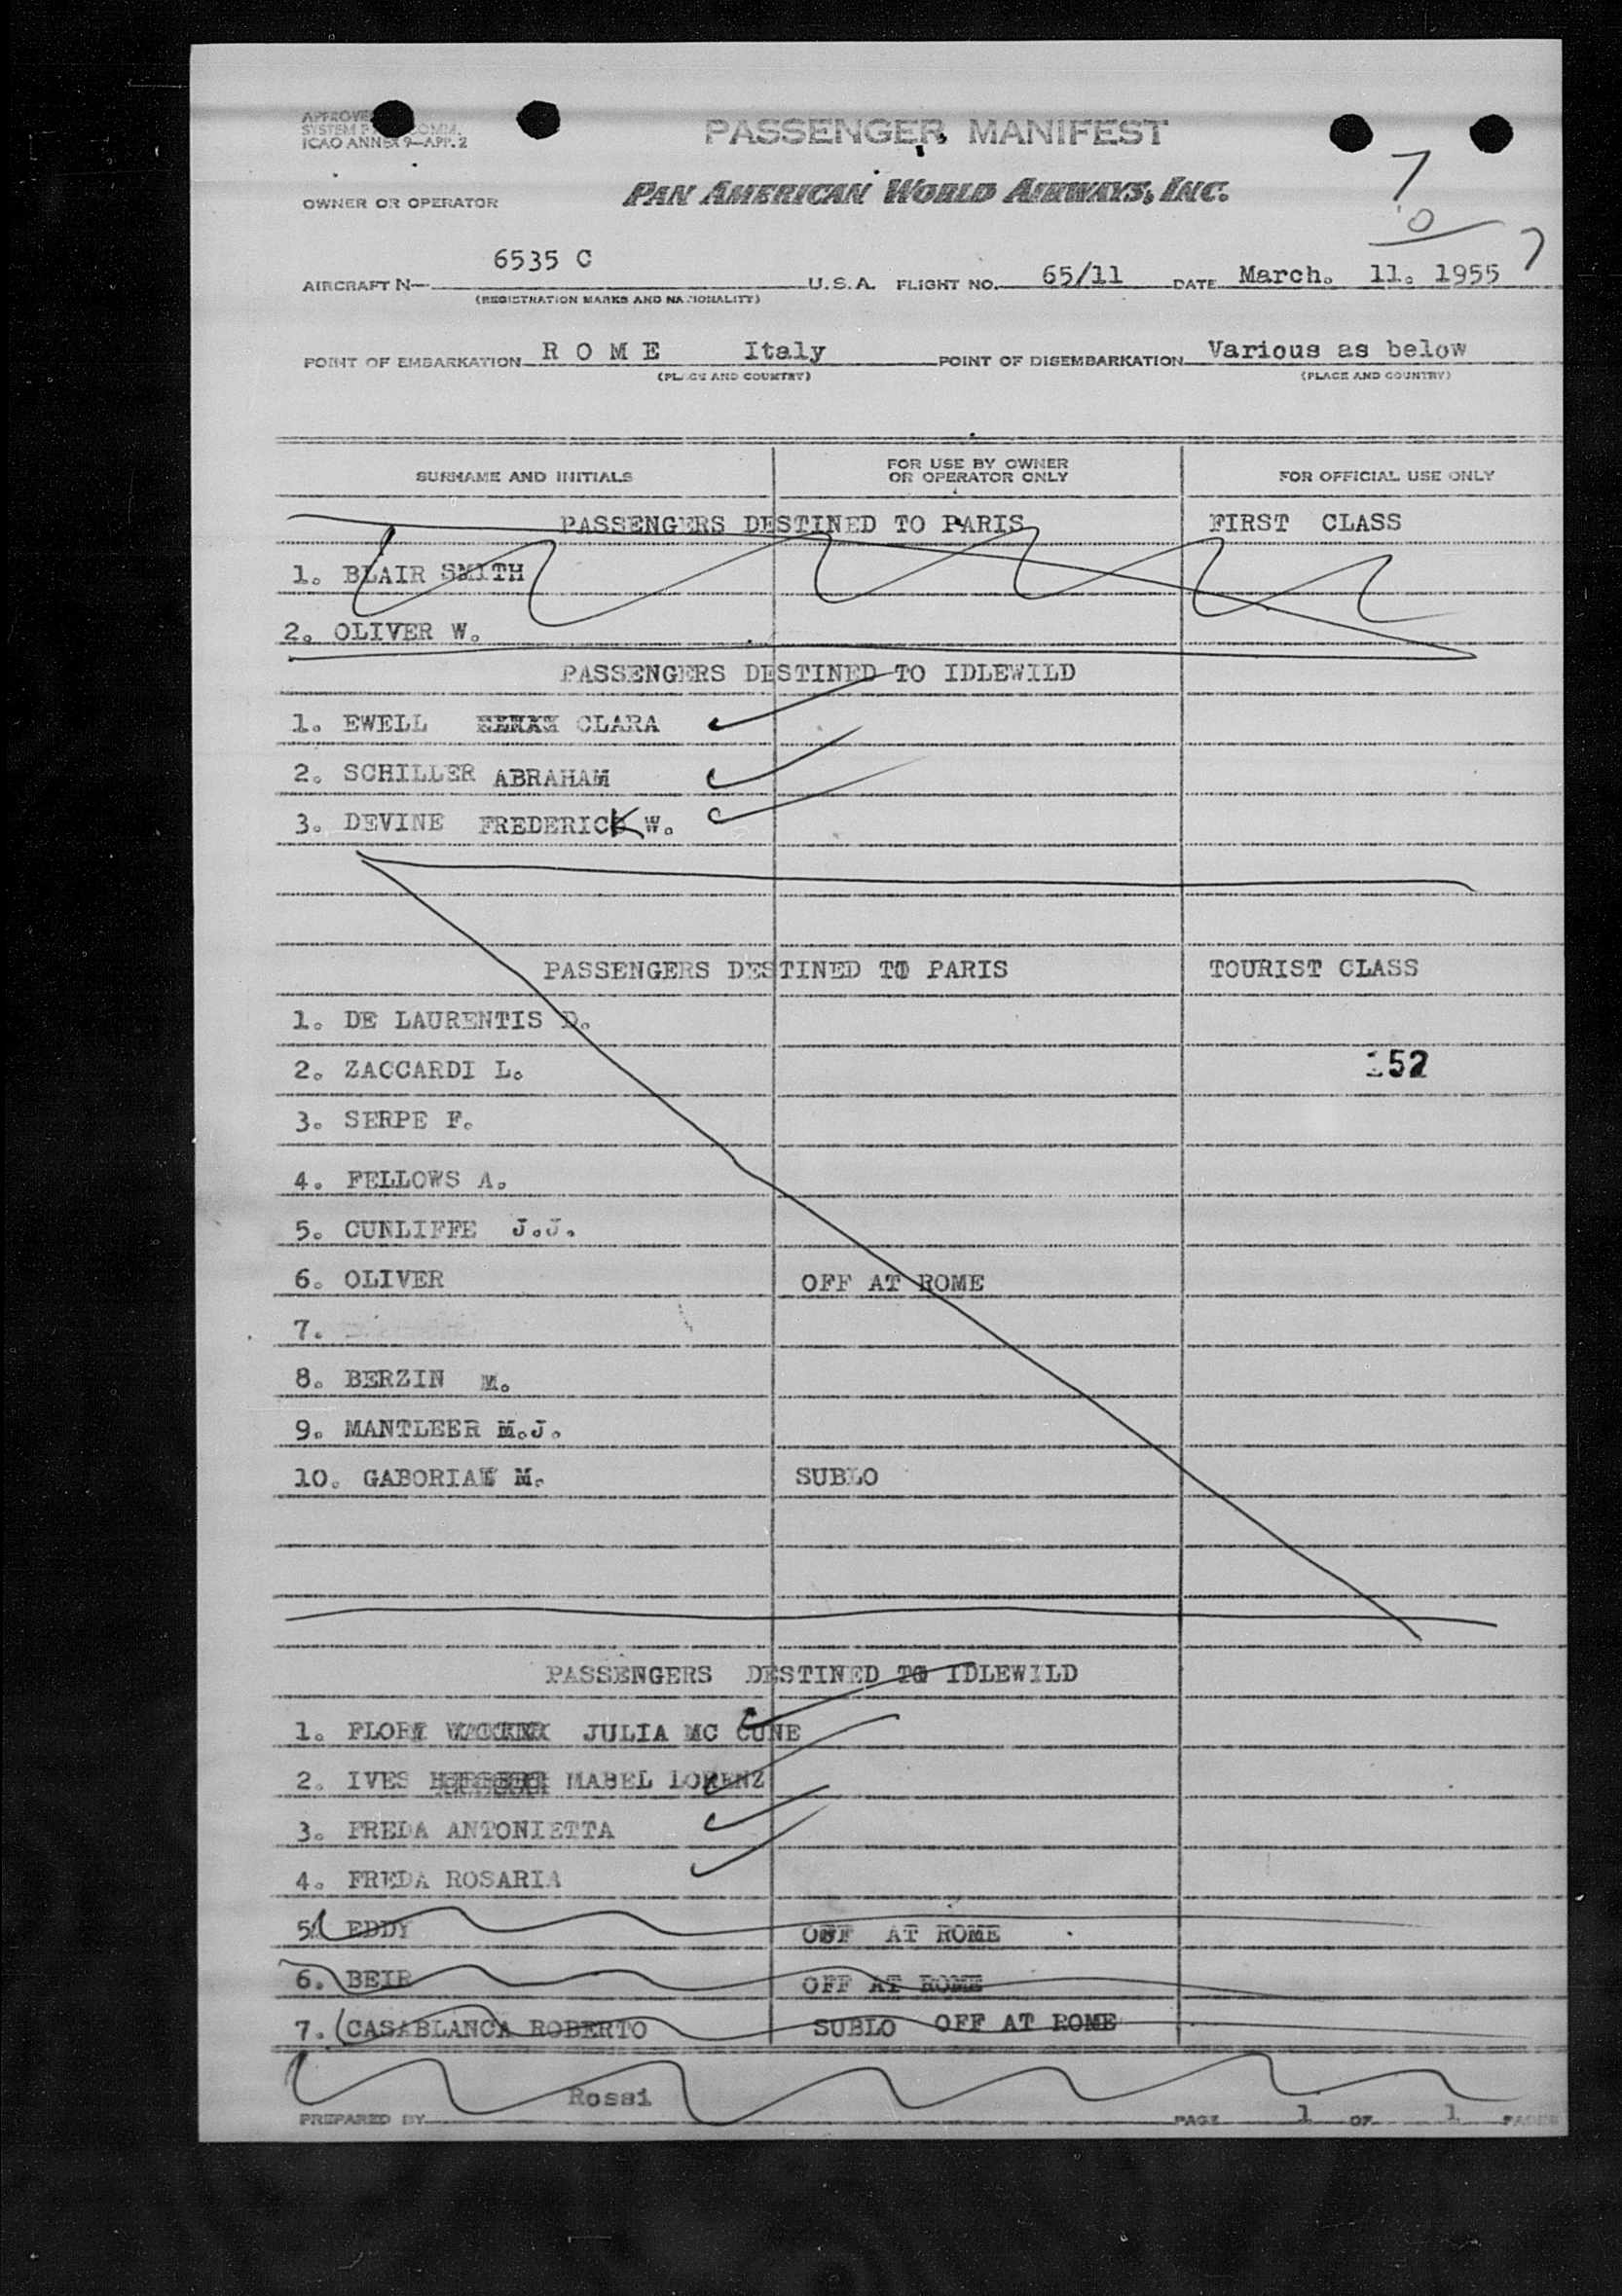 APPROVE
SYSTEM F COMM.
ICAO ANNEX 9—APP. 2
PASSENGER MANIFEST
7
OWNER OR OPERATOR
PAN AMERICAN WORLD AIRWAYS, INC.
0
7
AIRCRAFT N— 6535 C U.S.A. FLIGHT NO. 65/11 DATE March. 11. 1955
(REGISTRATION MARKS AND NATIONALITY)
POINT OF EMBARKATION R O M E Italy POINT OF DISEMBARKATION Various as below
(PLACE AND COUNTRY) (PLACE AND COUNTRY)
SURNAME AND INITIALS FOR USE BY OWNER OR OPERATOR ONLY FOR OFFICIAL USE ONLY
PASSENGERS DESTINED TO PARIS FIRST CLASS
1. BLAIR SMITH
2. OLIVER W.
PASSENGERS DESTINED TO IDLEWILD
1. EWELL CLARA
2. SCHILLER ABRAHAM
3. DEVINE FREDERICK W.
PASSENGERS DESTINED TO PARIS TOURIST CLASS
1. DE LAURENTIS D.
2. ZACCARDI L. 152
3. SERPE F.
4. FELLOWS A.
5. CUNLIFFE J.J.
6. OLIVER OFF AT ROME
7.
8. BERZIN M.
9. MANTLEER M.J.
10. GABORIAU M. SUBLO
PASSENGERS DESTINED TO IDLEWILD
1. FLORY JULIA MC CUNE
2. IVES MABEL LORENZ
3. FREDA ANTONIETTA
4. FREDA ROSARIA
5. EDDY OFF AT ROME
6. BEIR OFF AT ROME
7. CASABLANCA ROBERTO SUBLO OFF AT ROME
PREPARED BY Rossi PAGE 1 OF 1 PAGES